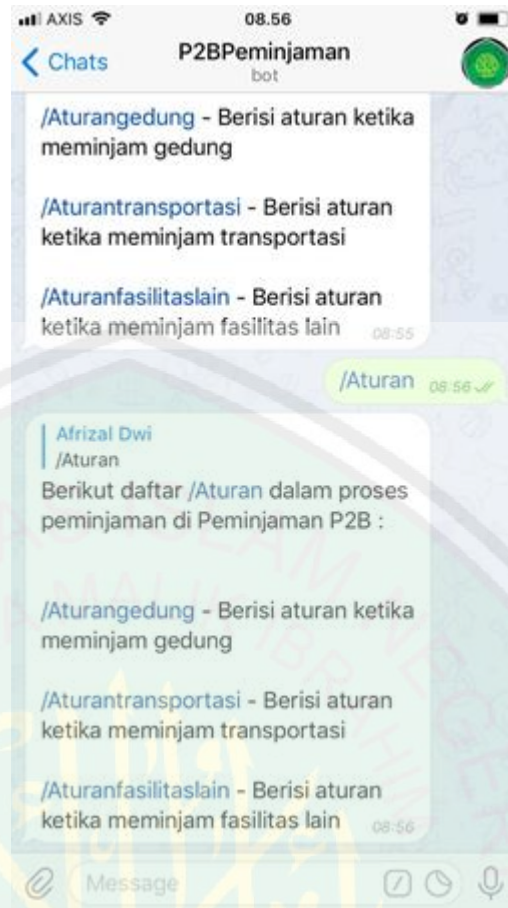 AXIS 08.56
Chats P2BPeminjaman
bot
/Aturangedung - Berisi aturan ketika
meminjam gedung
/Aturantransportasi - Berisi aturan
ketika meminjam transportasi
/Aturanfasilitaslain - Berisi aturan
ketika meminjam fasilitas lain 08:55
/Aturan 08:56
Afrizal Dwi
/Aturan
Berikut daftar /Aturan dalam proses
peminjaman di Peminjaman P2B :
/Aturangedung - Berisi aturan ketika
meminjam gedung
/Aturantransportasi - Berisi aturan
ketika meminjam transportasi
/Aturanfasilitaslain - Berisi aturan
ketika meminjam fasilitas lain 08:56
Message